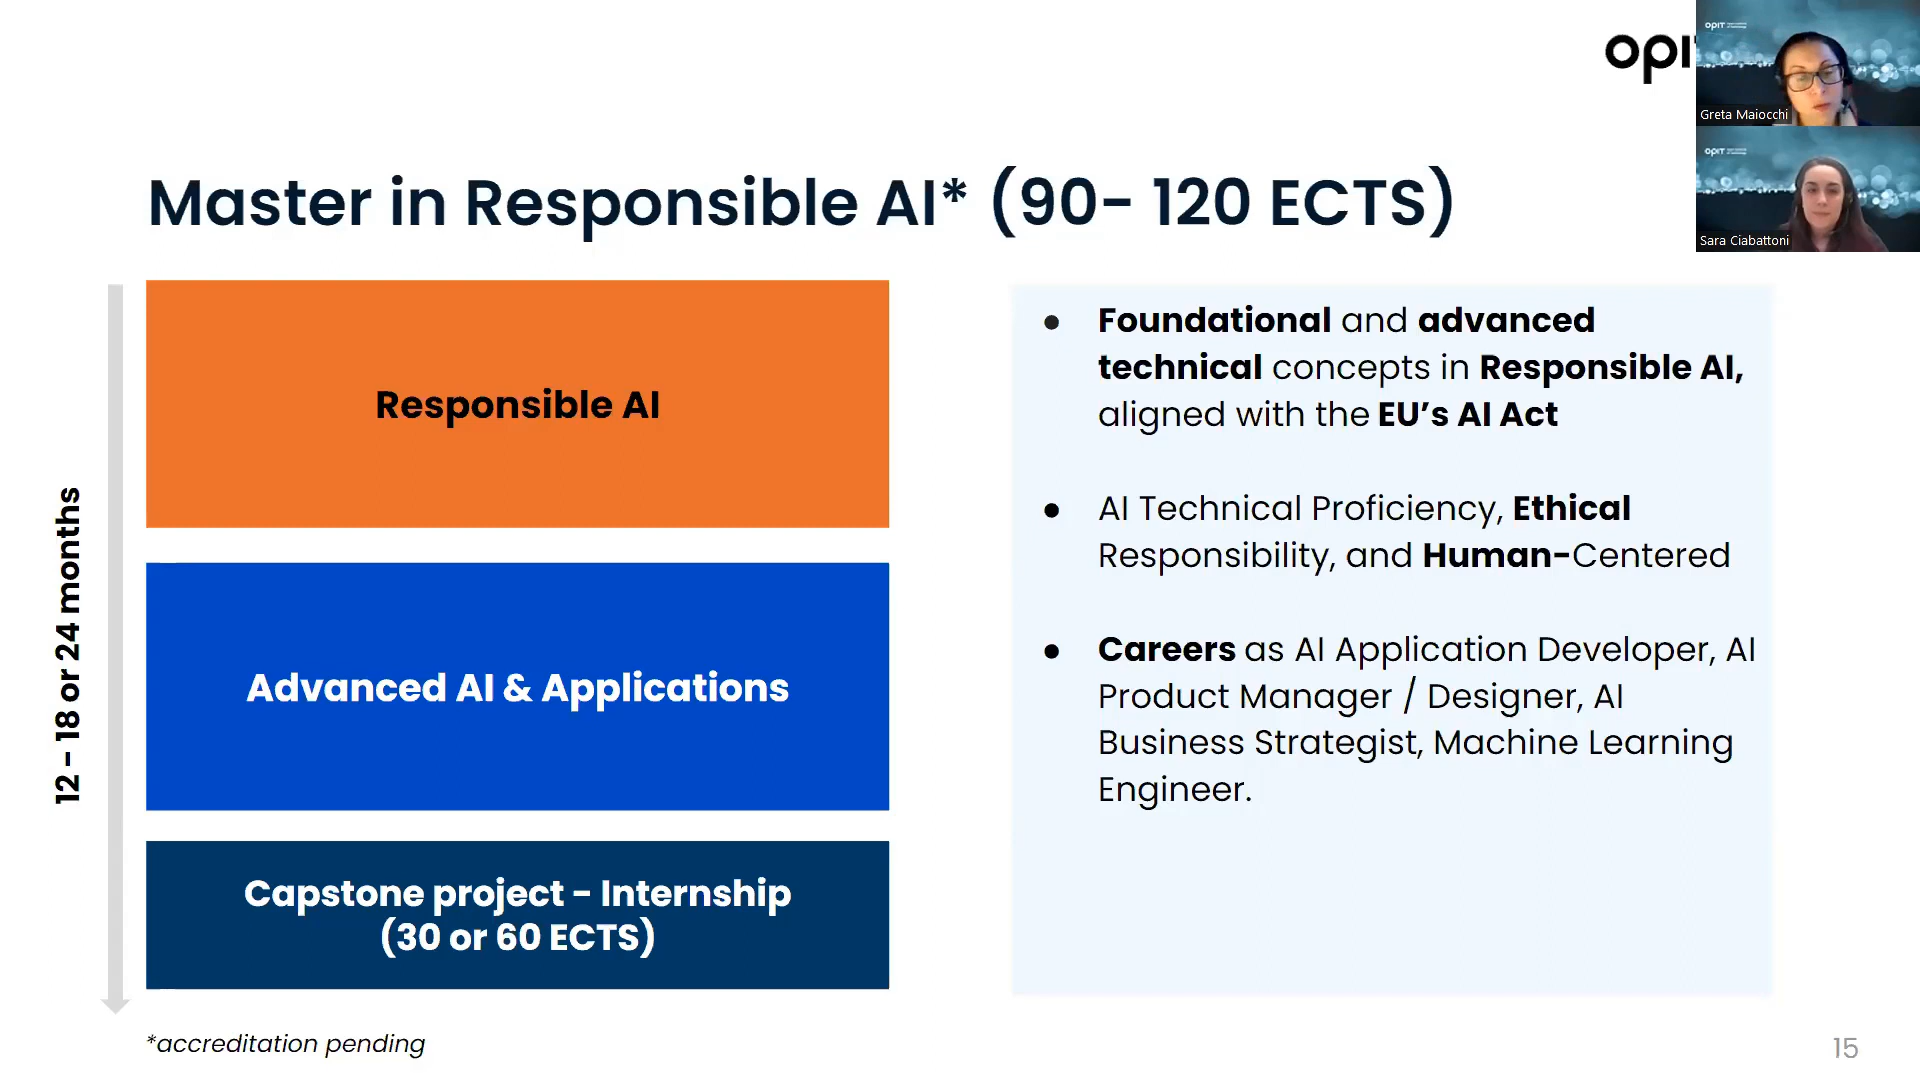 opi
Greta Maiocchi
Sara Ciabattoni
Master in Responsible AI* (90- 120 ECTS)
12 – 18 or 24 months
Responsible AI
Advanced AI & Applications
Capstone project - Internship
(30 or 60 ECTS)
● Foundational and advanced
technical concepts in Responsible AI,
aligned with the EU’s AI Act
● AI Technical Proficiency, Ethical
Responsibility, and Human-Centered
● Careers as AI Application Developer, AI
Product Manager / Designer, AI
Business Strategist, Machine Learning
Engineer.
*accreditation pending
15